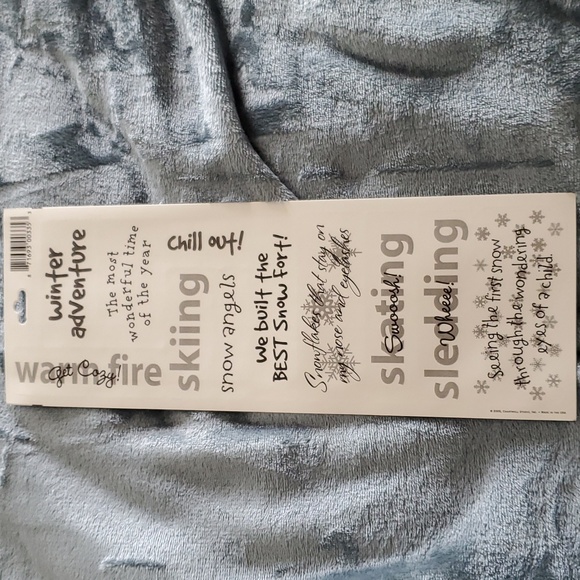 winter
adventure
The most
wonderful time
of the year
Chill out!
warm fire
Get Cozy!
skiing
snow angels
We built the
BEST Snow fort!
Snowflakes that stay on
my nose and eyelashes
skating
Swooosh!
sledding
Wheee!
Seeing the first snow
through the wondering
eyes of a child.